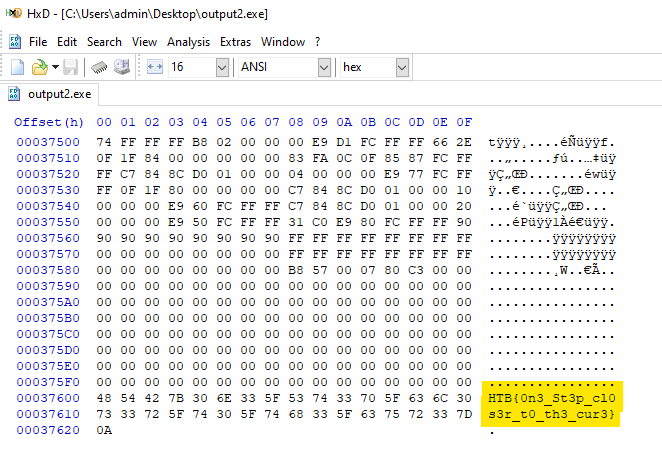 HxD - [C:\Users\admin\Desktop\output2.exe]
File Edit Search View Analysis Extras Window ?
16 ANSI hex
output2.exe
Offset(h) 00 01 02 03 04 05 06 07 08 09 0A 0B 0C 0D 0E 0F
00037500 74 FF FF FF B8 02 00 00 00 E9 D1 FC FF FF 66 2E tÿÿÿ¸....éÑüÿÿf.
00037510 0F 1F 84 00 00 00 00 00 83 FA 0C 0F 85 87 FC FF ..„.....ƒú..…‡üÿ
00037520 FF C7 84 8C D0 01 00 00 04 00 00 00 E9 77 FC FF ÿÇ„ŒÐ.......éwüÿ
00037530 FF 0F 1F 80 00 00 00 00 C7 84 8C D0 01 00 00 10 ÿ..€....Ç„ŒÐ....
00037540 00 00 00 E9 60 FC FF FF C7 84 8C D0 01 00 00 20 ...é`üÿÿÇ„ŒÐ...
00037550 00 00 00 E9 50 FC FF FF 31 C0 E9 80 FC FF FF 90 ...éPüÿÿ1Àé€üÿÿ.
00037560 90 90 90 90 90 90 90 90 FF FF FF FF FF FF FF FF ........ÿÿÿÿÿÿÿÿ
00037570 00 00 00 00 00 00 00 00 FF FF FF FF FF FF FF FF ........ÿÿÿÿÿÿÿÿ
00037580 00 00 00 00 00 00 00 00 B8 57 00 07 80 C3 00 00 ........¸W..€Ã..
00037590 00 00 00 00 00 00 00 00 00 00 00 00 00 00 00 00 ................
000375A0 00 00 00 00 00 00 00 00 00 00 00 00 00 00 00 00 ................
000375B0 00 00 00 00 00 00 00 00 00 00 00 00 00 00 00 00 ................
000375C0 00 00 00 00 00 00 00 00 00 00 00 00 00 00 00 00 ................
000375D0 00 00 00 00 00 00 00 00 00 00 00 00 00 00 00 00 ................
000375E0 00 00 00 00 00 00 00 00 00 00 00 00 00 00 00 00 ................
000375F0 00 00 00 00 00 00 00 00 00 00 00 00 00 00 00 00 ................
00037600 48 54 42 7B 30 6E 33 5F 53 74 33 70 5F 63 6C 30 HTB{0n3_St3p_cl0
00037610 73 33 72 5F 74 30 5F 74 68 33 5F 63 75 72 33 7D s3r_t0_th3_cur3}
00037620 0A .